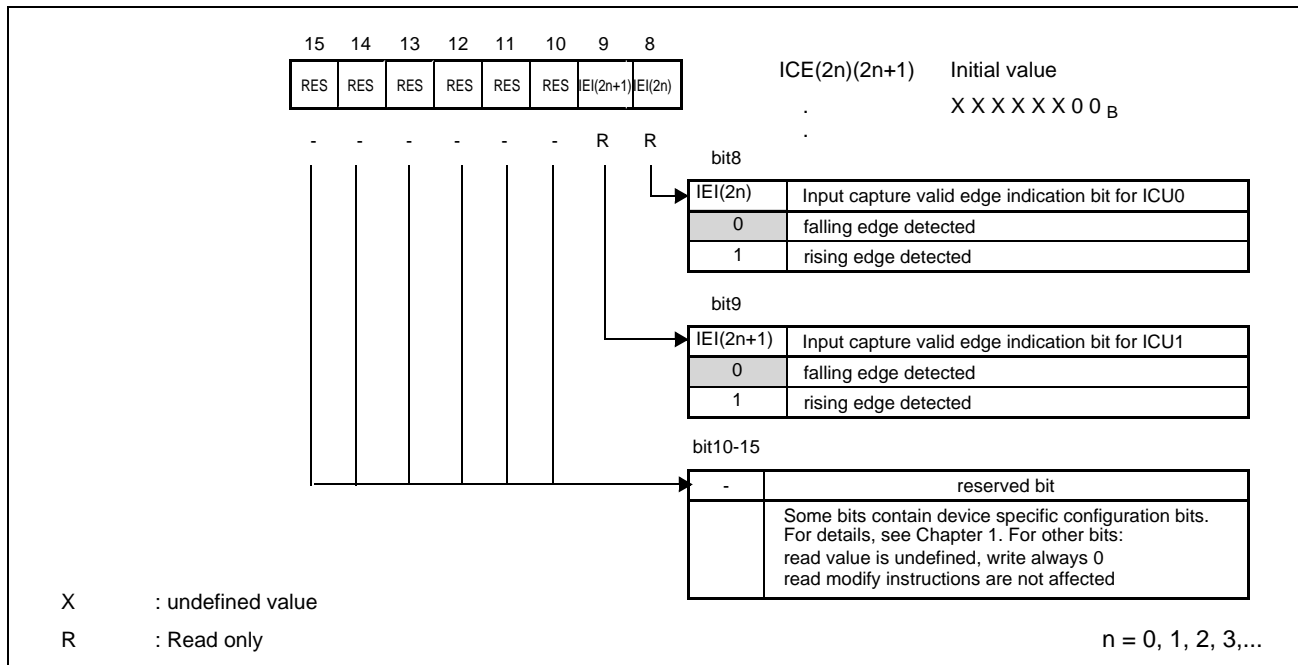 15 14 13 12 11 10 9 8
RES RES RES RES RES RES IEI(2n+1) IEI(2n)
- - - - - - R R
ICE(2n)(2n+1) Initial value
. X X X X X X 0 0 B
.
bit8
IEI(2n) Input capture valid edge indication bit for ICU0
0 falling edge detected
1 rising edge detected
bit9
IEI(2n+1) Input capture valid edge indication bit for ICU1
0 falling edge detected
1 rising edge detected
bit10-15
- reserved bit
Some bits contain device specific configuration bits.
For details, see Chapter 1. For other bits:
read value is undefined, write always 0
read modify instructions are not affected
X : undefined value
R : Read only
n = 0, 1, 2, 3,...